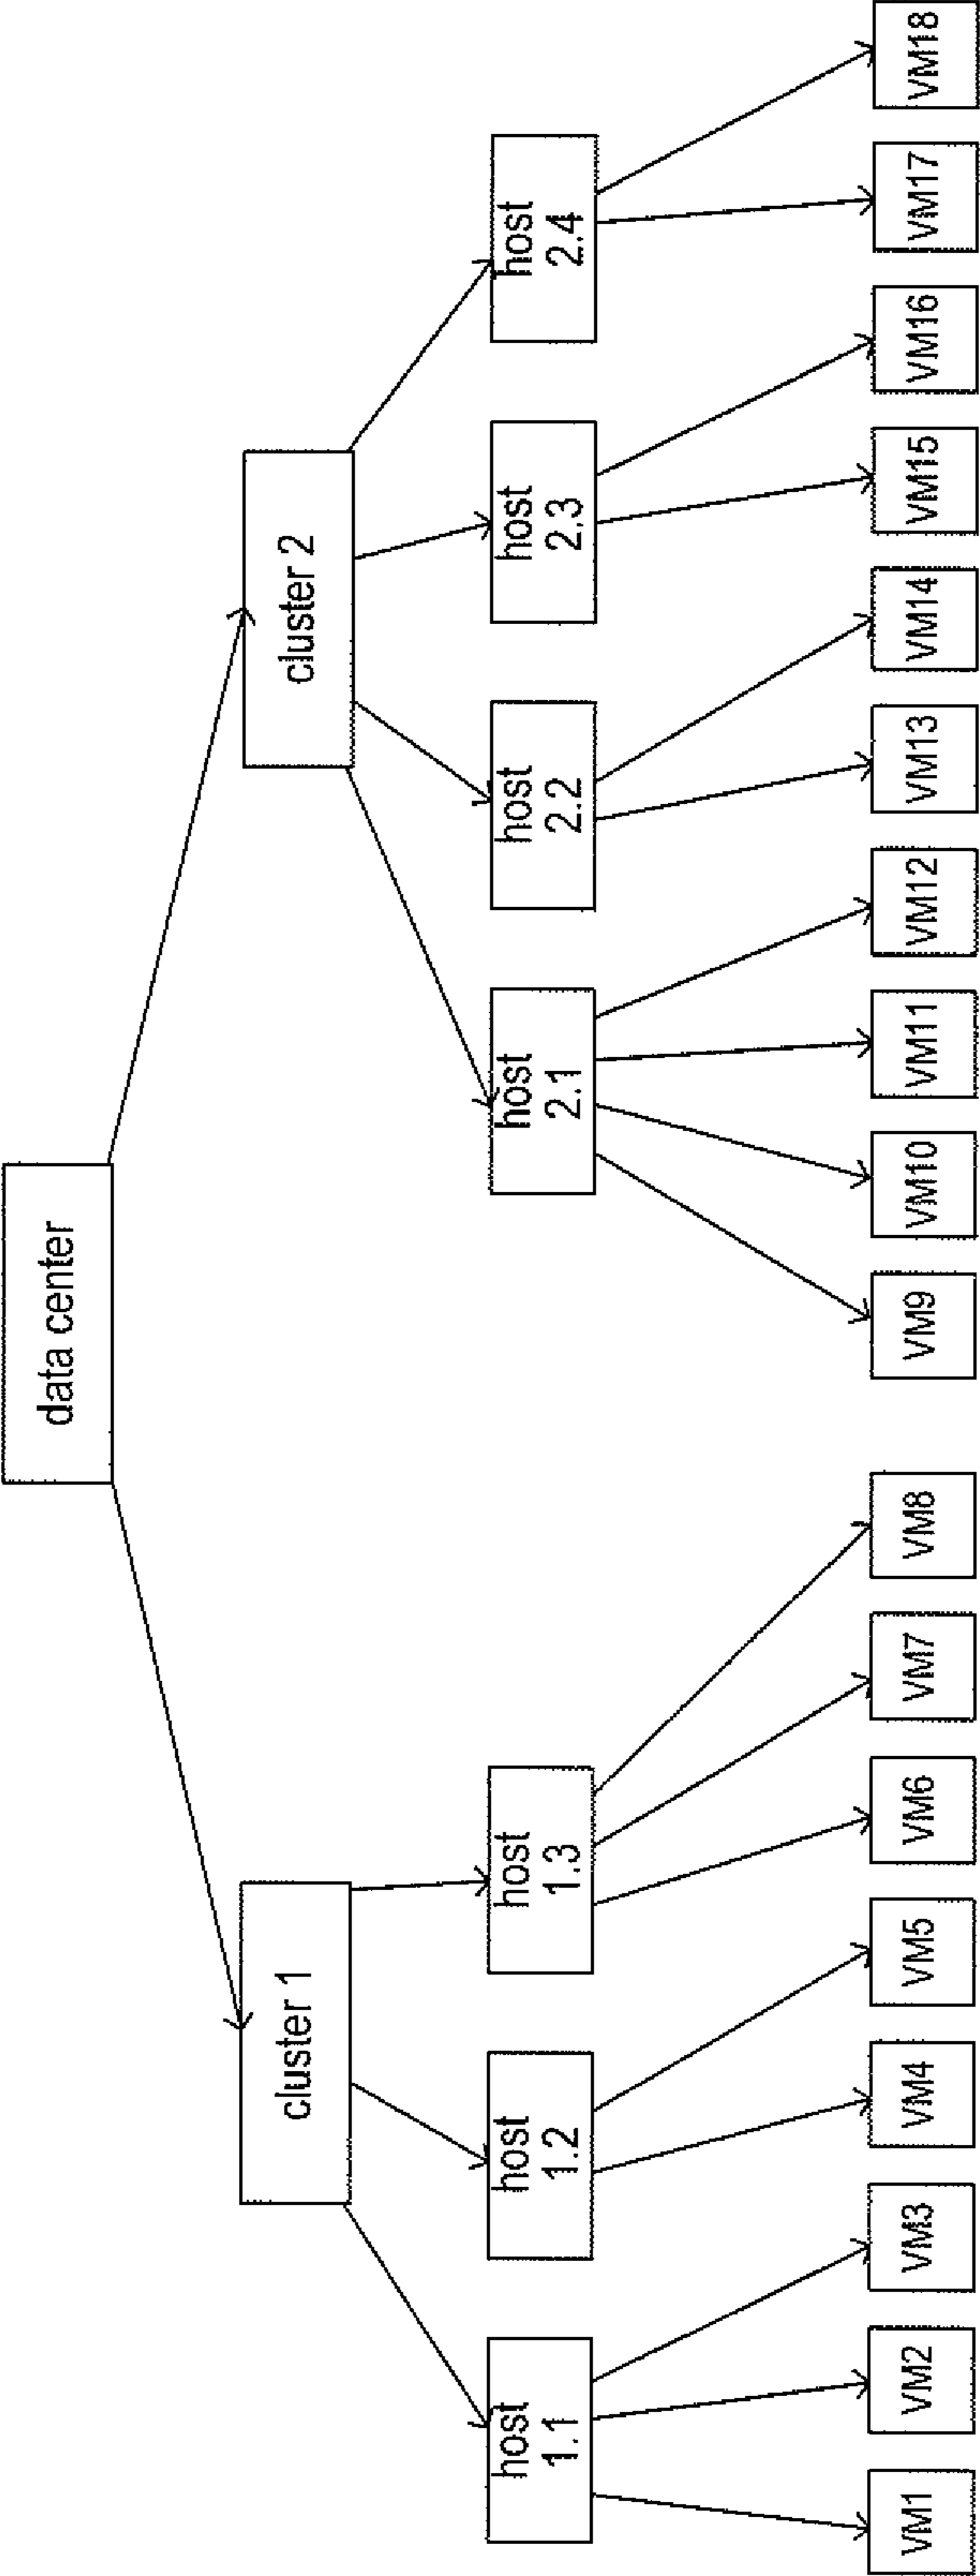 data center
cluster 1
cluster 2
host
1.1
host
1.2
host
1.3
host
2.1
host
2.2
host
2.3
host
2.4
VM1
VM2
VM3
VM4
VM5
VM6
VM7
VM8
VM9
VM10
VM11
VM12
VM13
VM14
VM15
VM16
VM17
VM18